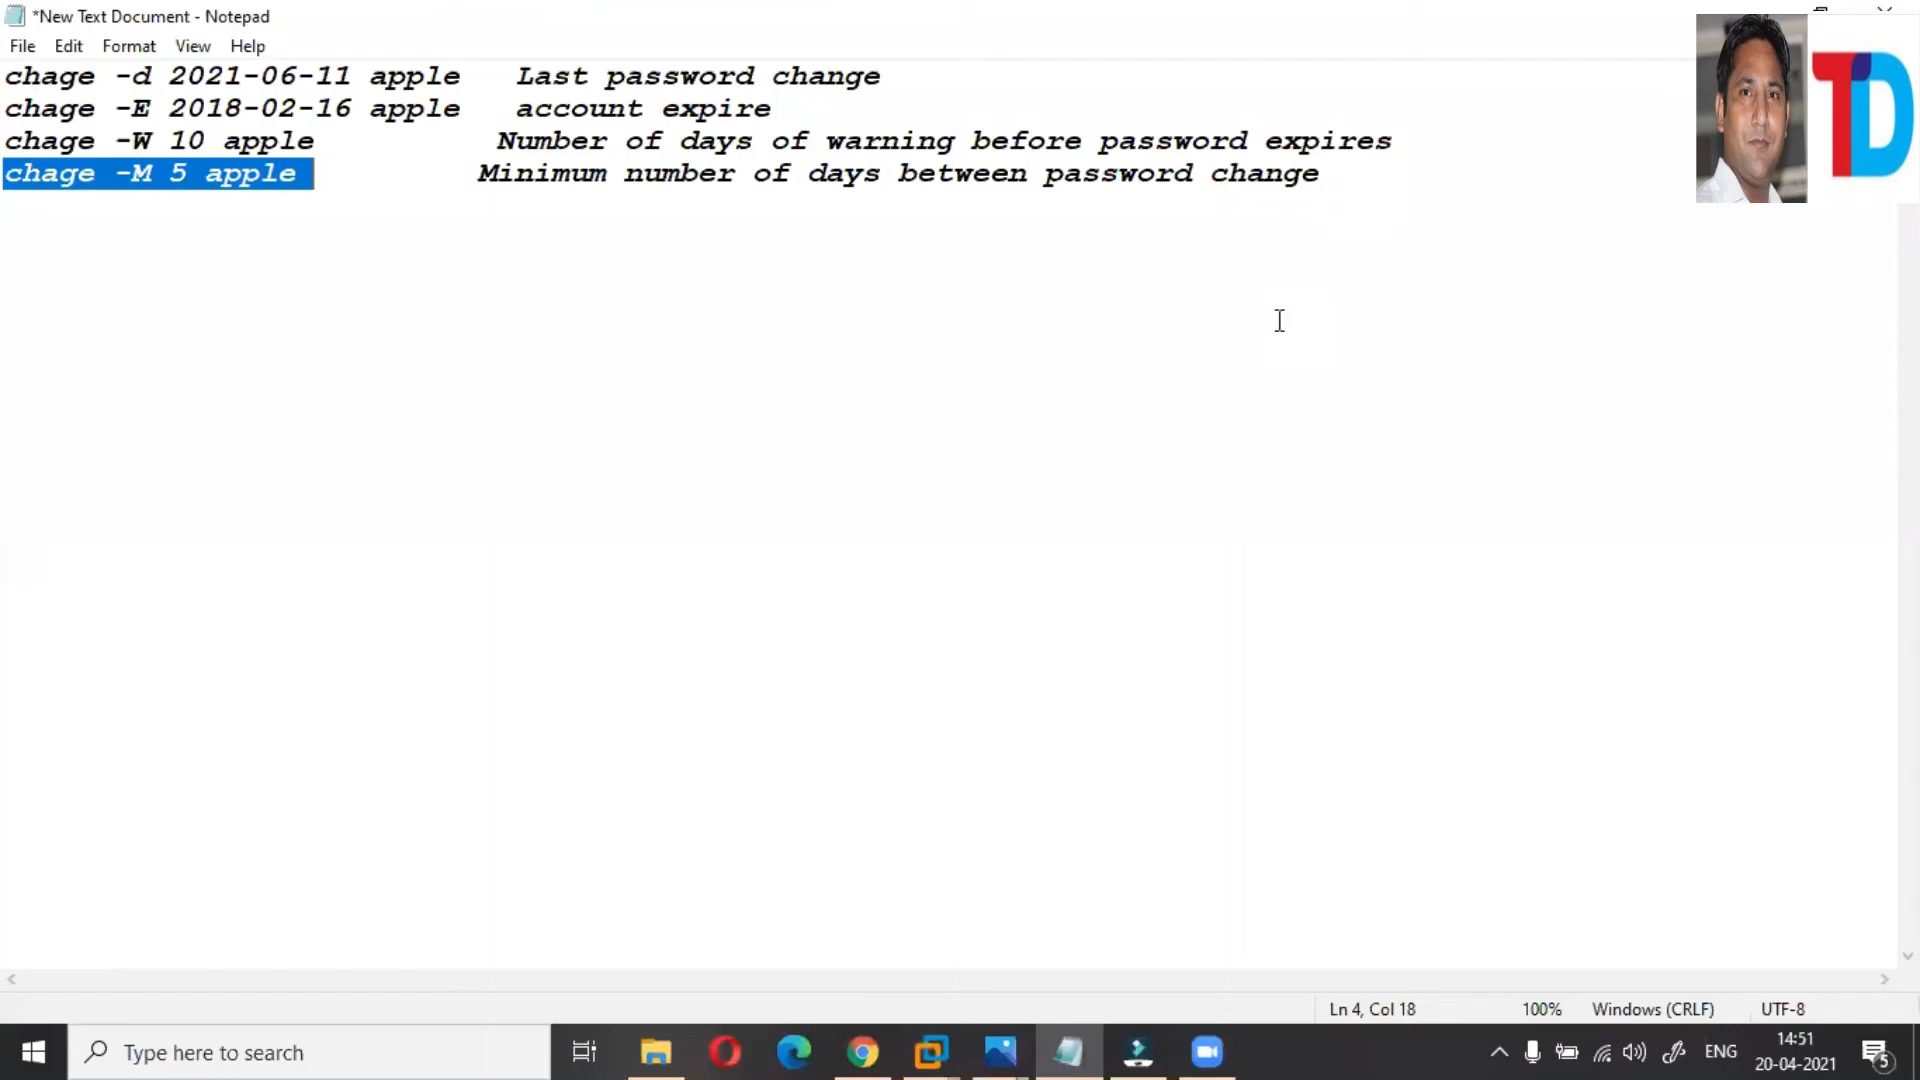 *New Text Document - Notepad
File Edit Format View Help
chage -d 2021-06-11 apple Last password change
chage -E 2018-02-16 apple account expire
chage -W 10 apple Number of days of warning before password expires
chage -M 5 apple Minimum number of days between password change
TD
Ln 4, Col 18 100% Windows (CRLF) UTF-8
Type here to search
ENG
14:51
20-04-2021
5